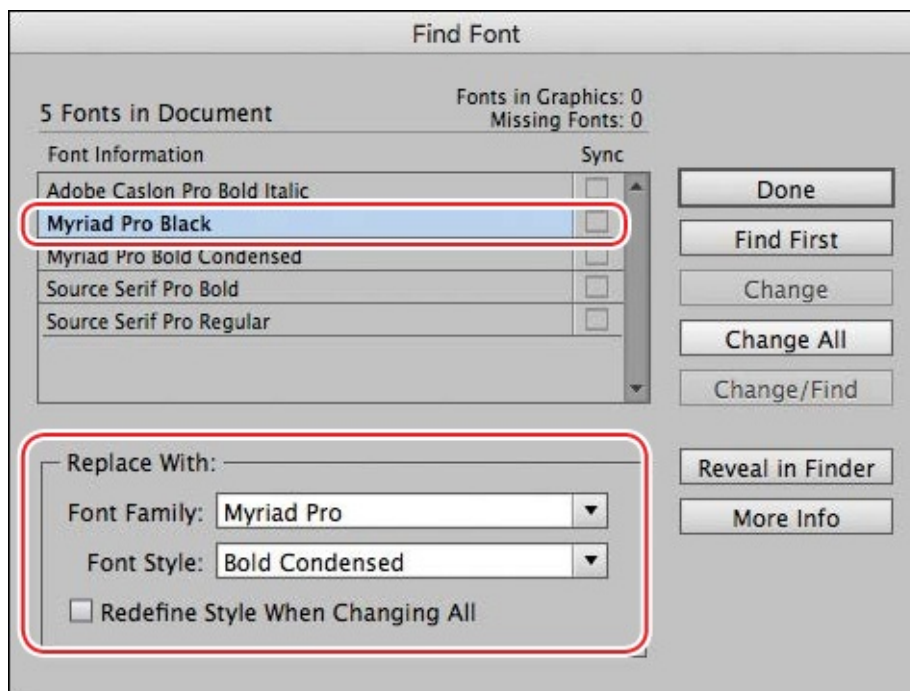 Find Font
5 Fonts in Document
Fonts in Graphics: 0
Missing Fonts: 0
Font Information Sync
Adobe Caslon Pro Bold Italic
Myriad Pro Black
Myriad Pro Bold Condensed
Source Serif Pro Bold
Source Serif Pro Regular
Done
Find First
Change
Change All
Change/Find
Reveal in Finder
More Info
Replace With:
Font Family: Myriad Pro
Font Style: Bold Condensed
Redefine Style When Changing All